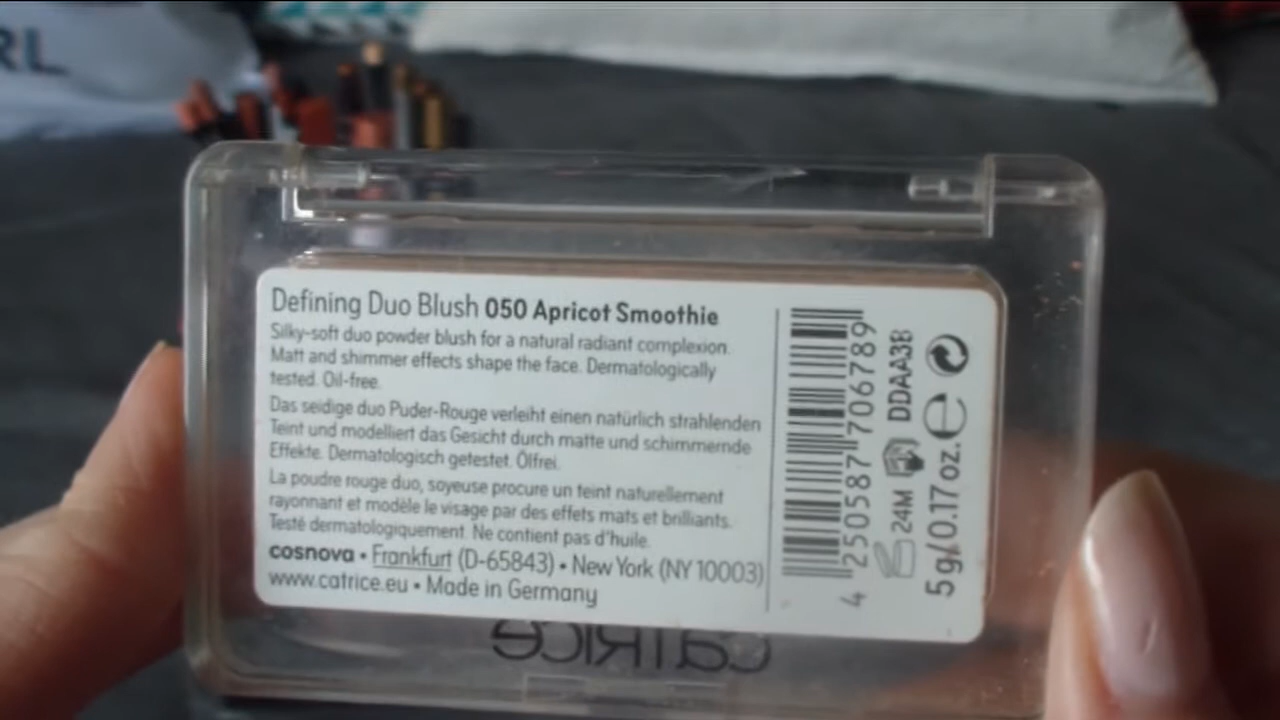 RL
Defining Duo Blush 050 Apricot Smoothie
Silky-soft duo powder blush for a natural radiant complexion.
Matt and shimmer effects shape the face. Dermatologically
tested. Oil-free.
Das seidige duo Puder-Rouge verleiht einen natürlich strahlenden
Teint und modelliert das Gesicht durch matte und schimmernde
Effekte. Dermatologisch getestet. Ölfrei.
La poudre rouge duo, soyeuse procure un teint naturellement
rayonnant et modèle le visage par des effets mats et brilliants.
Testé dermatologiquement. Ne contient pas d'huile.
cosnova • Frankfurt (D-65843) • New York (NY 10003)
www.catrice.eu • Made in Germany
4 250587 706789
24M DDAA3B
5 g/0.17 oz. e
CATRICE